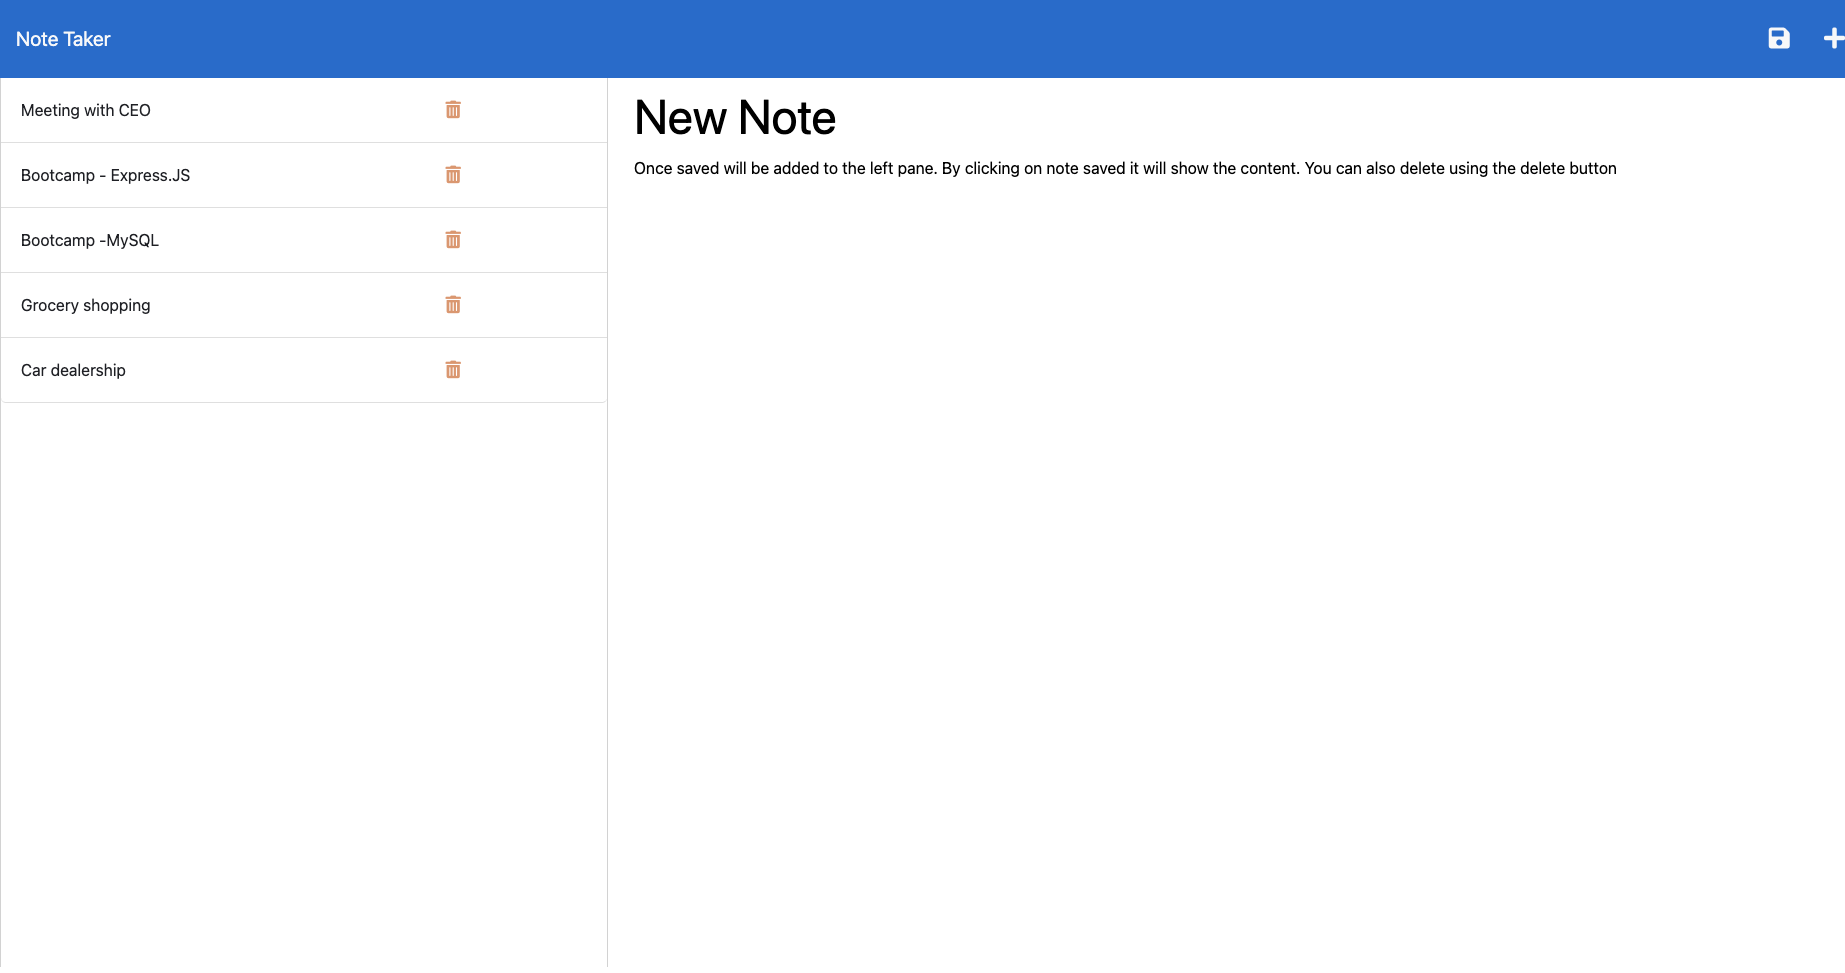 Note Taker
Meeting with CEO
Bootcamp - Express.JS
Bootcamp -MySQL
Grocery shopping
Car dealership
New Note
Once saved will be added to the left pane. By clicking on note saved it will show the content. You can also delete using the delete button